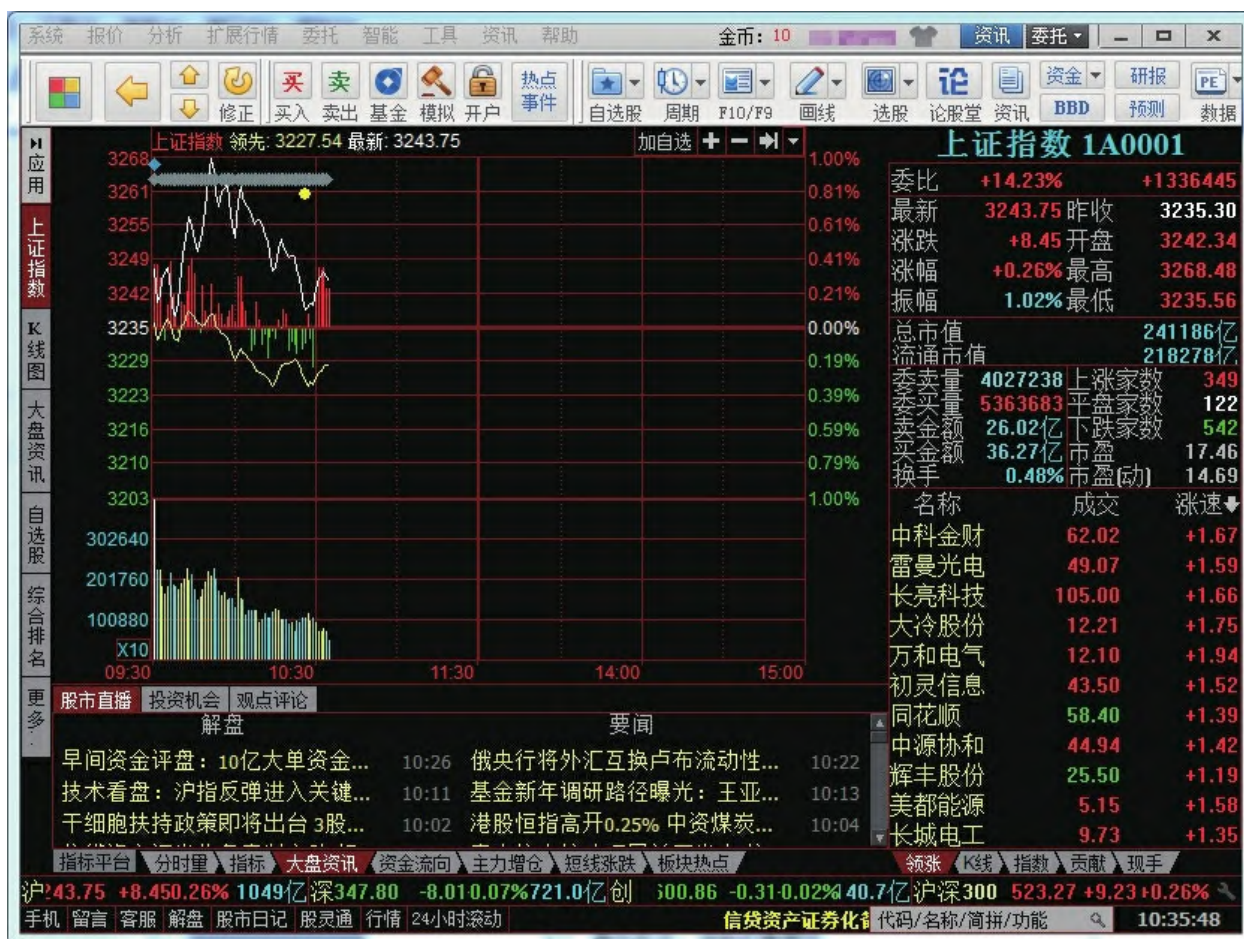 系统 报价 分析 扩展行情 委托 智能 工具 资讯 帮助 金币: 10 资讯 委托
修正 买 买入 卖 卖出 基金 模拟 开户 热点事件 自选股 周期 F10/F9 画线 选股 论 论股堂 资讯 资金 BBD 研报 预测 PE 数据
应用
上证指数
K线图
大盘资讯
自选股
综合排名
更多
上证指数 领先: 3227.54 最新: 3243.75 加自选
3268 1.00%
3261 0.81%
3255 0.61%
3249 0.41%
3242 0.21%
3235 0.00%
3229 0.19%
3223 0.39%
3216 0.59%
3210 0.79%
3203 1.00%
302640
201760
100880
X10
09:30 10:30 11:30 14:00 15:00
上证指数 1A0001
委比 +14.23% +1336445
最新 3243.75 昨收 3235.30
涨跌 +8.45 开盘 3242.34
涨幅 +0.26% 最高 3268.48
振幅 1.02% 最低 3235.56
总市值 241186亿
流通市值 218278亿
委卖量 4027238 上涨家数 349
委买量 5363683 平盘家数 122
卖金额 26.02亿 下跌家数 542
买金额 36.27亿 市盈 17.46
换手 0.48% 市盈(动) 14.69
名称 成交 涨速
中科金财 62.02 +1.67
雷曼光电 49.07 +1.59
长亮科技 105.00 +1.66
大冷股份 12.21 +1.75
万和电气 12.10 +1.94
初灵信息 43.50 +1.52
同花顺 58.40 +1.39
中源协和 44.94 +1.42
辉丰股份 25.50 +1.19
美都能源 5.15 +1.58
长城电工 9.73 +1.35
股市直播 投资机会 观点评论
解盘 要闻
早间资金评盘：10亿大单资金... 10:26 俄央行将外汇互换卢布流动性... 10:22
技术看盘：沪指反弹进入关键... 10:11 基金新年调研路径曝光：王亚... 10:13
干细胞扶持政策即将出台 3股... 10:02 港股恒指高开0.25% 中资煤炭... 10:04
指标平台 分时量 指标 大盘资讯 资金流向 主力增仓 短线涨跌 板块热点 领涨 K线 指数 贡献 现手
沪 243.75 +8.45 0.26% 1049亿 深 347.80 -8.01 0.07% 721.0亿 创 500.86 -0.31 0.02% 40.7亿 沪深300 523.27 +9.23 +0.26%
手机 留言 客服 解盘 股市日记 股灵通 行情 24小时滚动 信贷资产证券化 代码/名称/简拼/功能 10:35:48